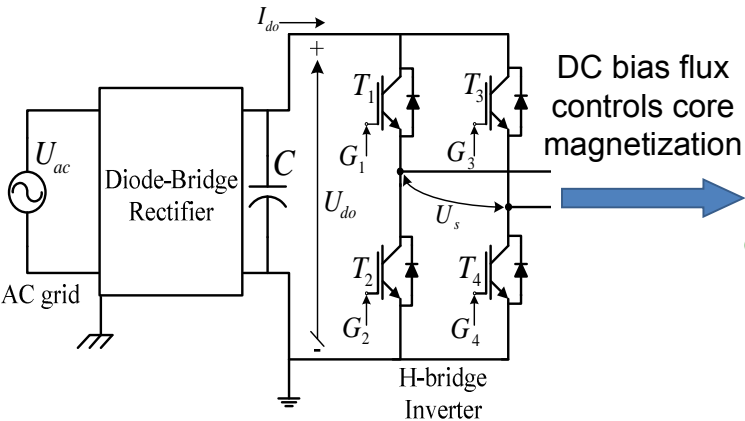 I_do
+
T_1
T_3
DC bias flux
controls core
magnetization
U_ac
G_1
G_3
C
Diode-Bridge
Rectifier
U_do
U_s
T_2
T_4
AC grid
G_2
G_4
-
H-bridge
Inverter